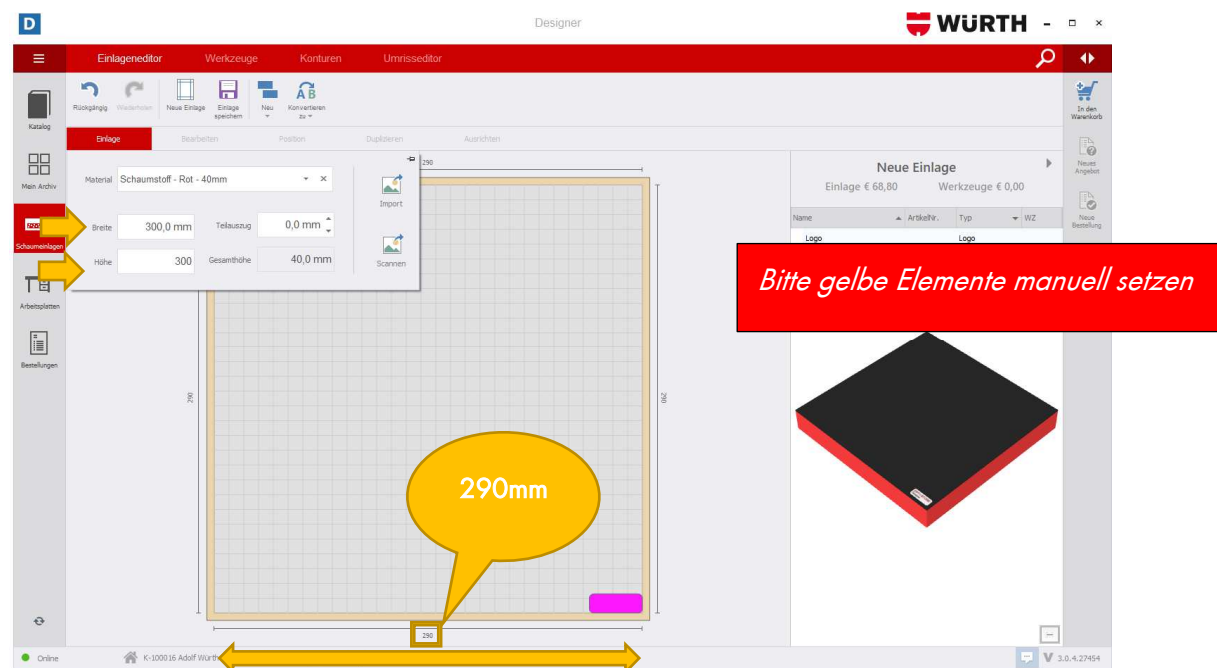 D
Designer
WÜRTH
Einlageneditor Werkzeuge Konturen Umrisseditor
Katalog
Mein Archiv
Schaumeinlagen
Arbeitsplatten
Bestellungen
Rückgängig
Wiederholen
Neue Einlage
Einlage
speichern
Neu
A B
Konvertieren
zu
In den
Warenkorb
Neues
Angebot
Neue
Bestellung
Einlage Bearbeiten Position Duplizieren Ausrichten
Material Schaumstoff - Rot - 40mm
Breite 300,0 mm Teilauszug 0,0 mm
Höhe 300 Gesamthöhe 40,0 mm
Import
Scannen
290
290
290
290
290mm
Neue Einlage
Einlage € 68,80 Werkzeuge € 0,00
Name ArtikelNr. Typ WZ
Logo Logo
Bitte gelbe Elemente manuell setzen
Online
K-100016 Adolf Würth
V 3.0.4.27454